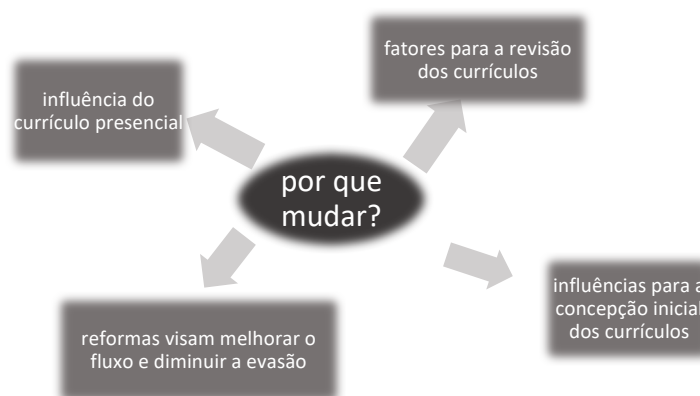 fatores para a revisão
dos currículos
influência do
currículo presencial
por que
mudar?
influências para a
concepção inicial
dos currículos
reformas visam melhorar o
fluxo e diminuir a evasão